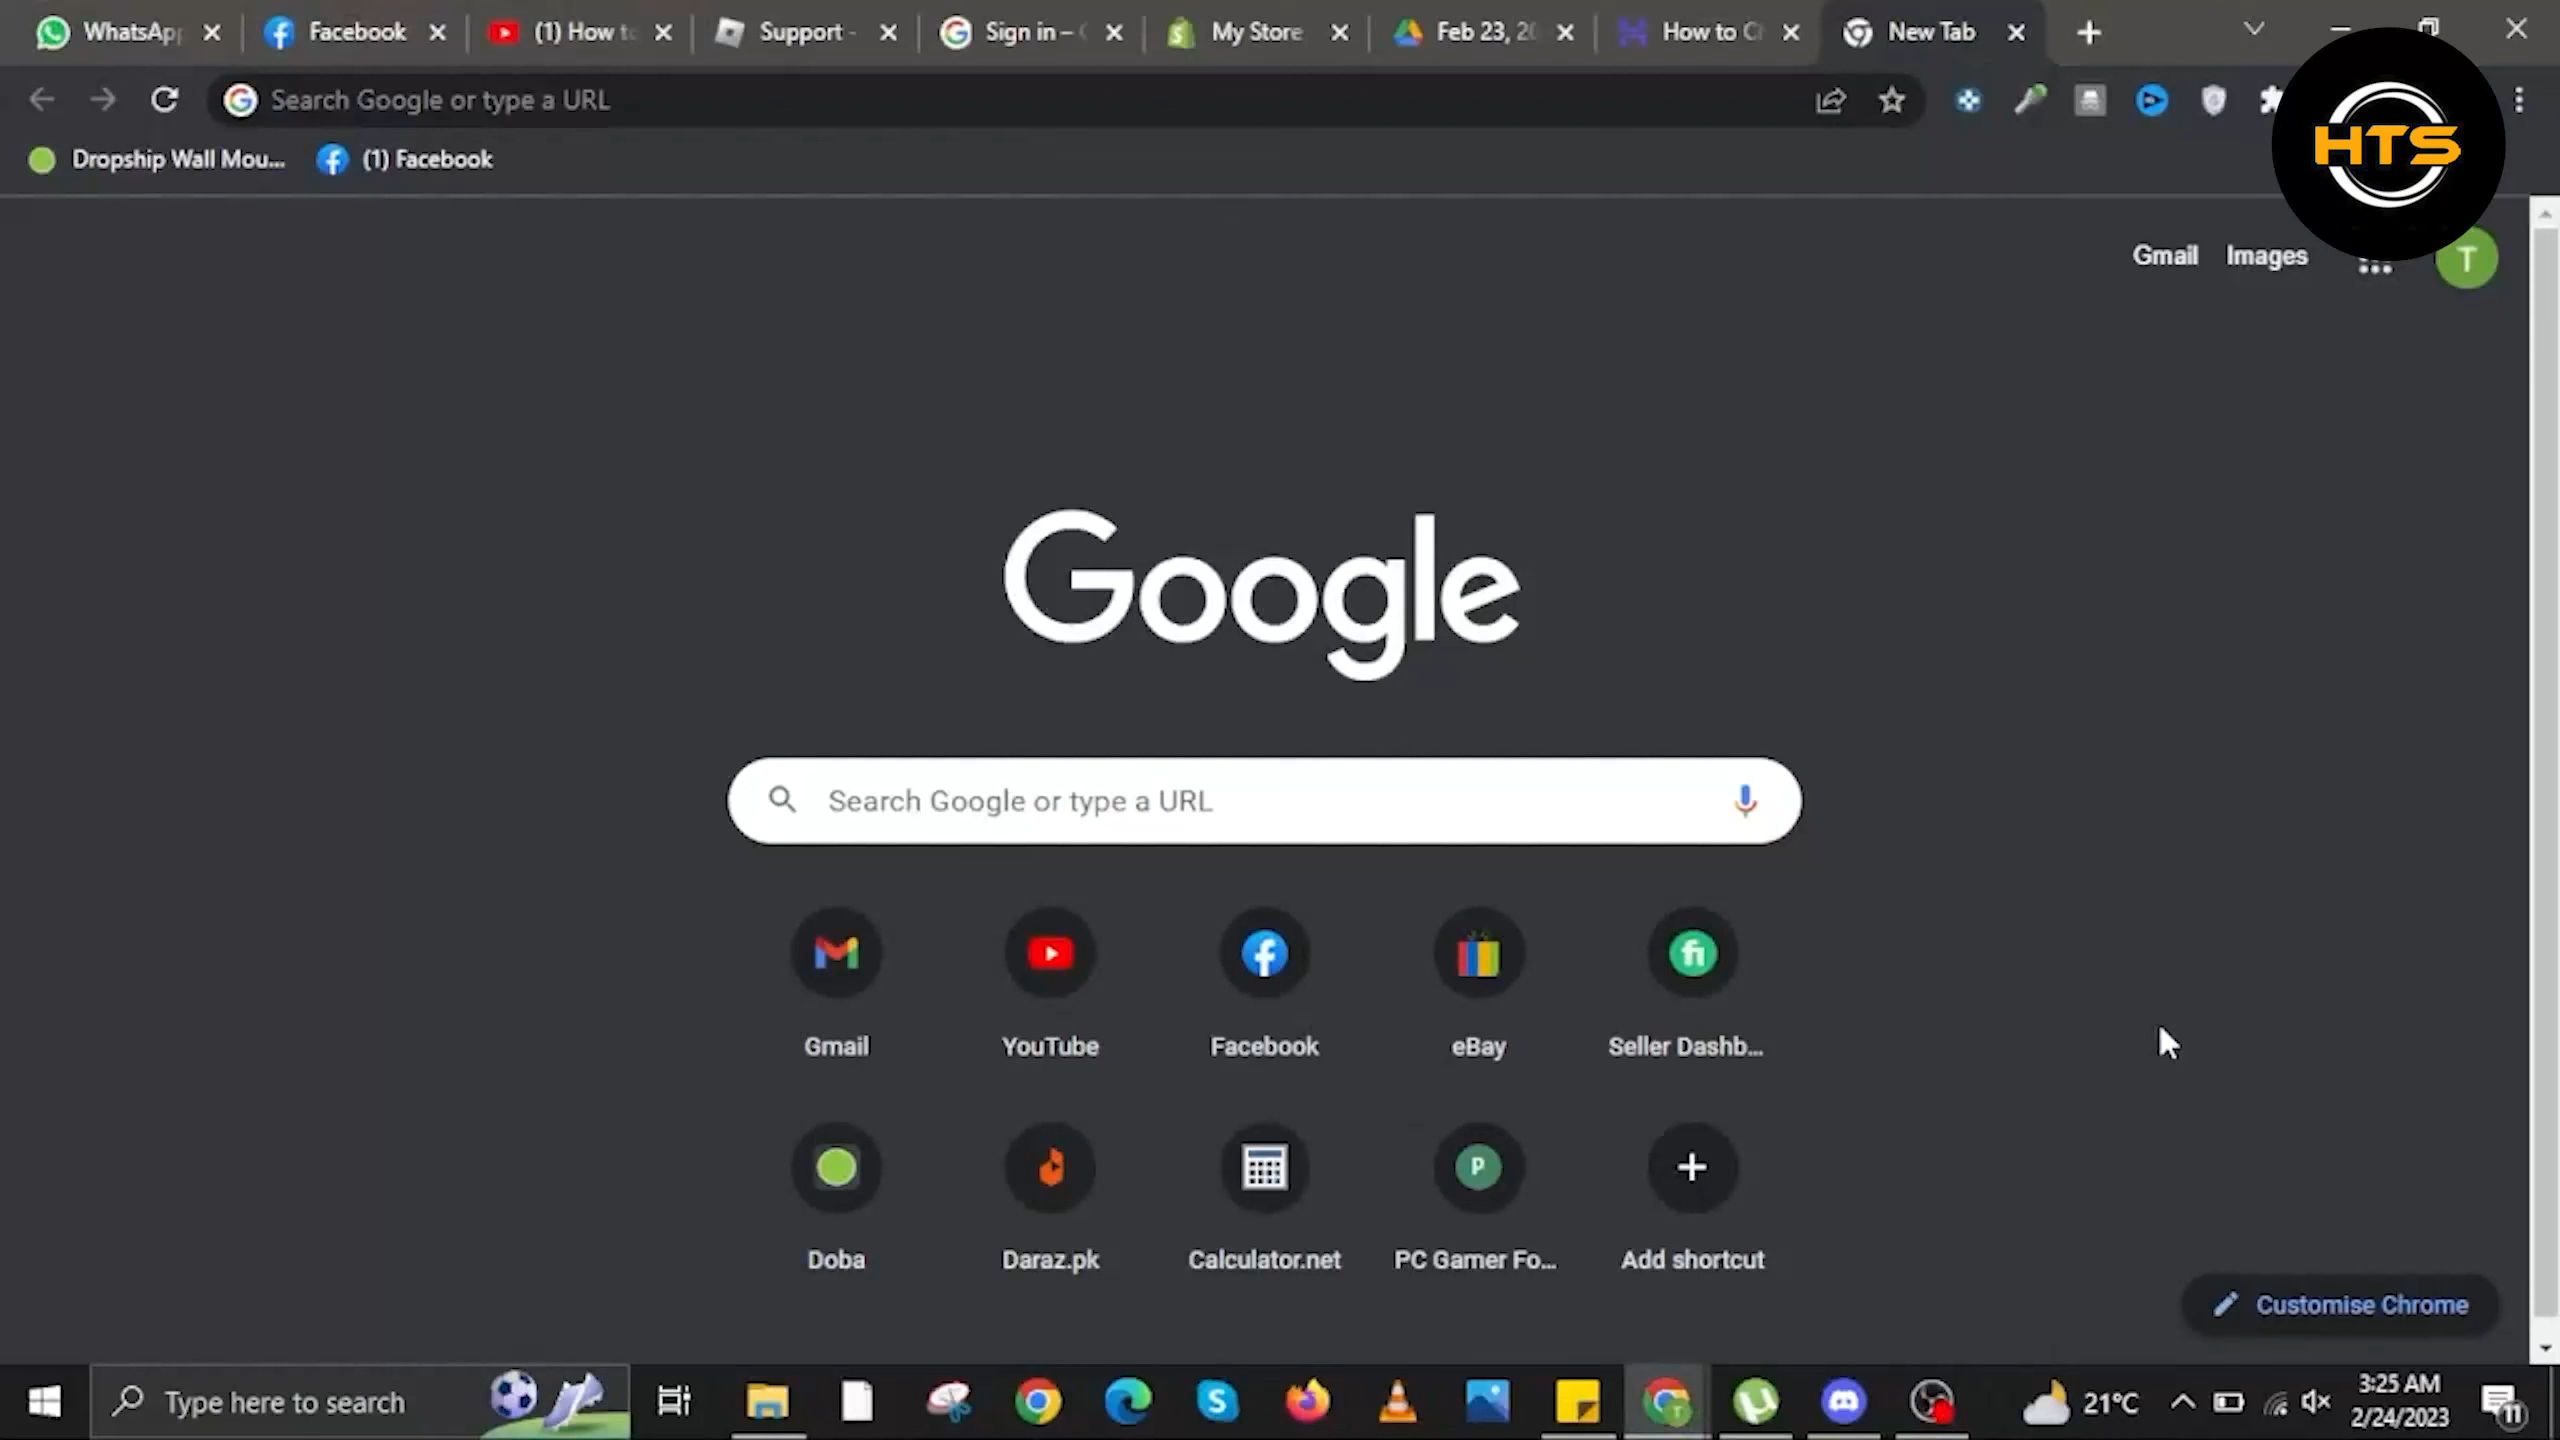 WhatsApp
Facebook
(1) How to
Support -
Sign in –
My Store
Feb 23, 20
How to C
New Tab
Search Google or type a URL
HTS
Dropship Wall Mou...
(1) Facebook
Gmail
Images
T
Google
Search Google or type a URL
Gmail
YouTube
Facebook
eBay
Seller Dashb...
Doba
Daraz.pk
Calculator.net
PC Gamer Fo...
Add shortcut
Customise Chrome
Type here to search
21°C
3:25 AM
2/24/2023
11